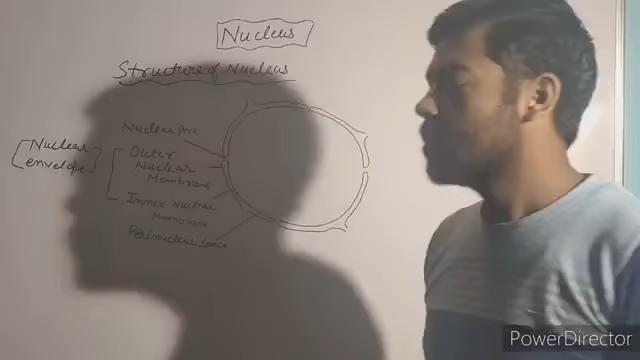 Nucleus
Structure of Nucleus
Nuclear pore
Nuclear
envelope
Outer
Nuclear
Membrane
Inner Nuclear
Membrane
Perinuclear space
PowerDirector